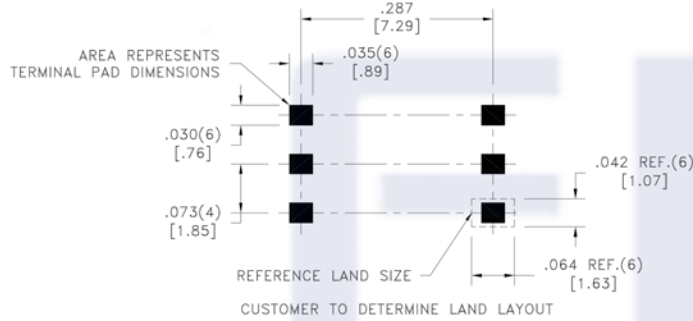 .287
[7.29]
AREA REPRESENTS
TERMINAL PAD DIMENSIONS
.035(6)
[.89]
.030(6)
[.76]
.042 REF.(6)
[1.07]
.073(4)
[1.85]
REFERENCE LAND SIZE
.064 REF.(6)
[1.63]
CUSTOMER TO DETERMINE LAND LAYOUT